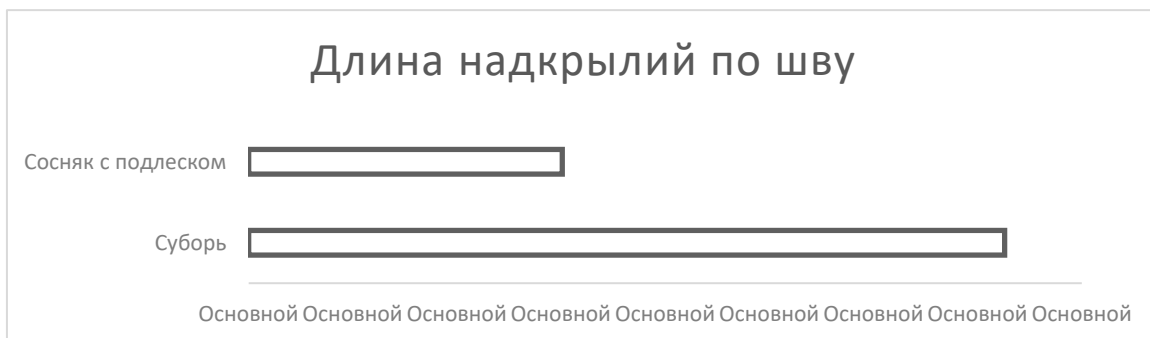 Длина надкрылий по шву
Сосняк с подлеском
Суборь
Основной Основной Основной Основной Основной Основной Основной Основной Основной